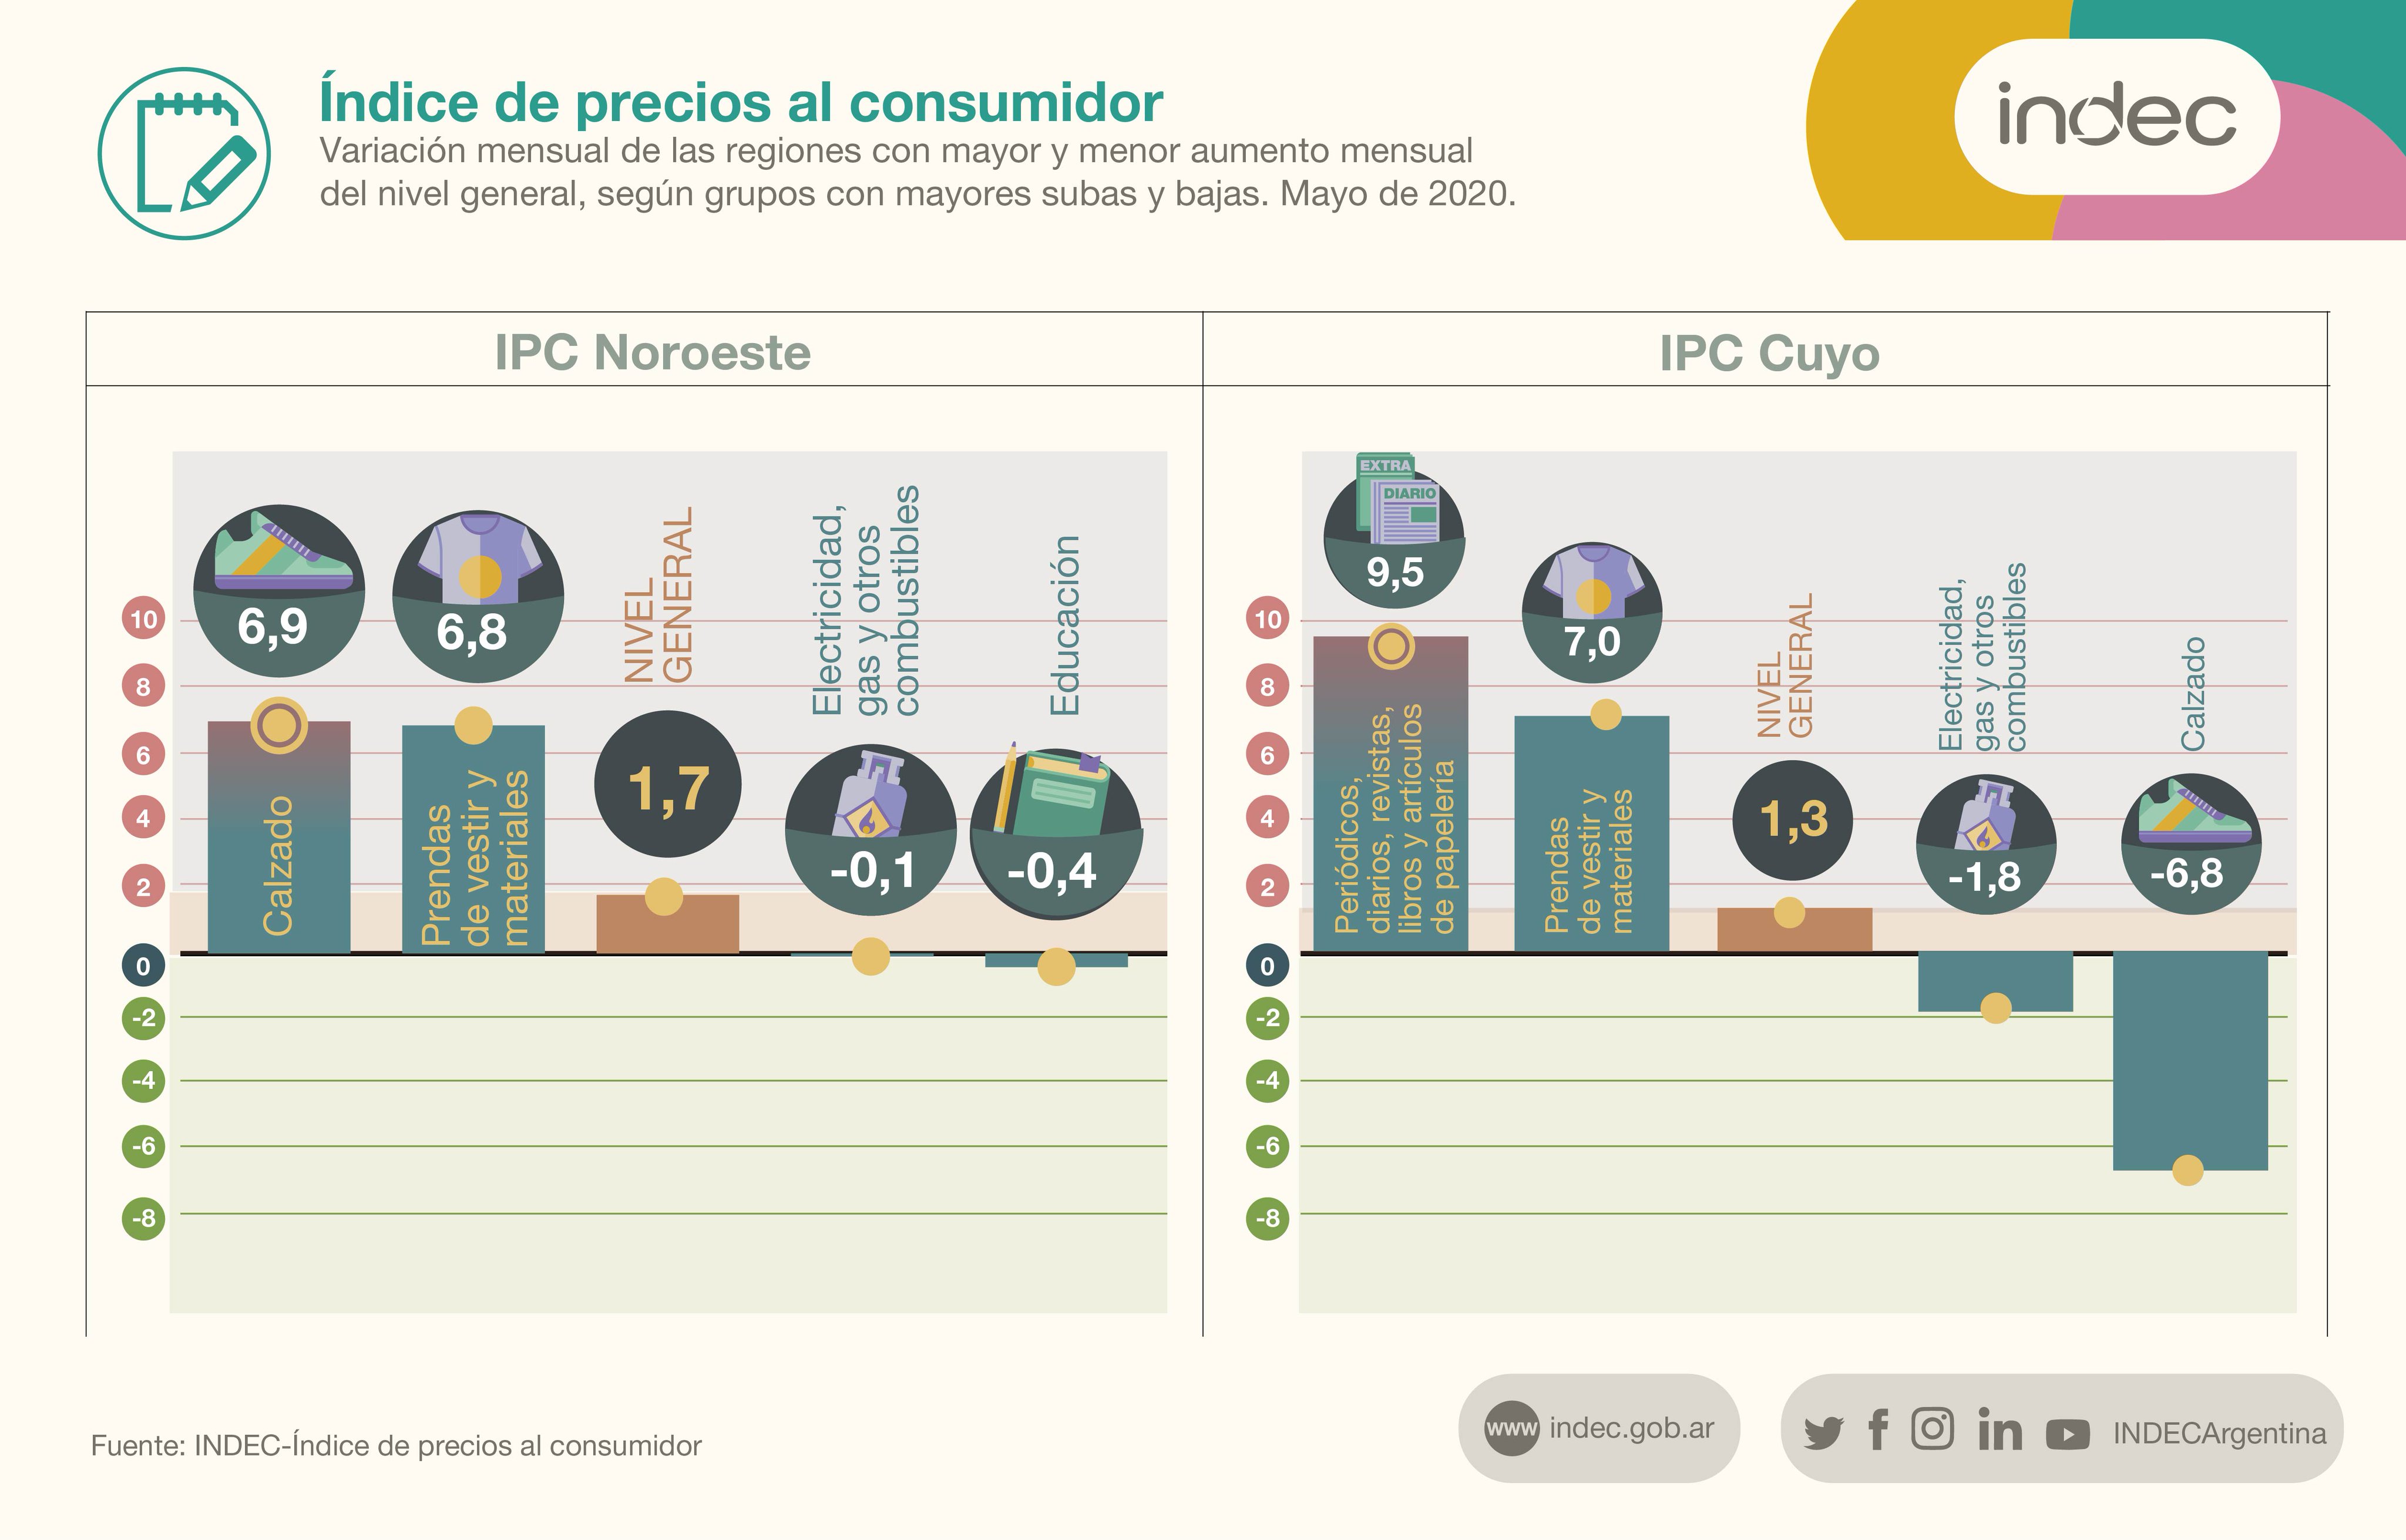 Índice de precios al consumidor
Variación mensual de las regiones con mayor y menor aumento mensual
del nivel general, según grupos con mayores subas y bajas. Mayo de 2020.
indec
IPC Noroeste
10
8
6
4
2
0
-2
-4
-6
-8
6,9
Calzado
6,8
Prendas
de vestir y
materiales
NIVEL
GENERAL
1,7
Electricidad,
gas y otros
combustibles
-0,1
Educación
-0,4
IPC Cuyo
10
8
6
4
2
0
-2
-4
-6
-8
EXTRA
DIARIO
9,5
Periódicos,
diarios, revistas,
libros y artículos
de papelería
7,0
Prendas
de vestir y
materiales
NIVEL
GENERAL
1,3
Electricidad,
gas y otros
combustibles
-1,8
Calzado
-6,8
Fuente: INDEC-Índice de precios al consumidor
www indec.gob.ar
f in INDECArgentina